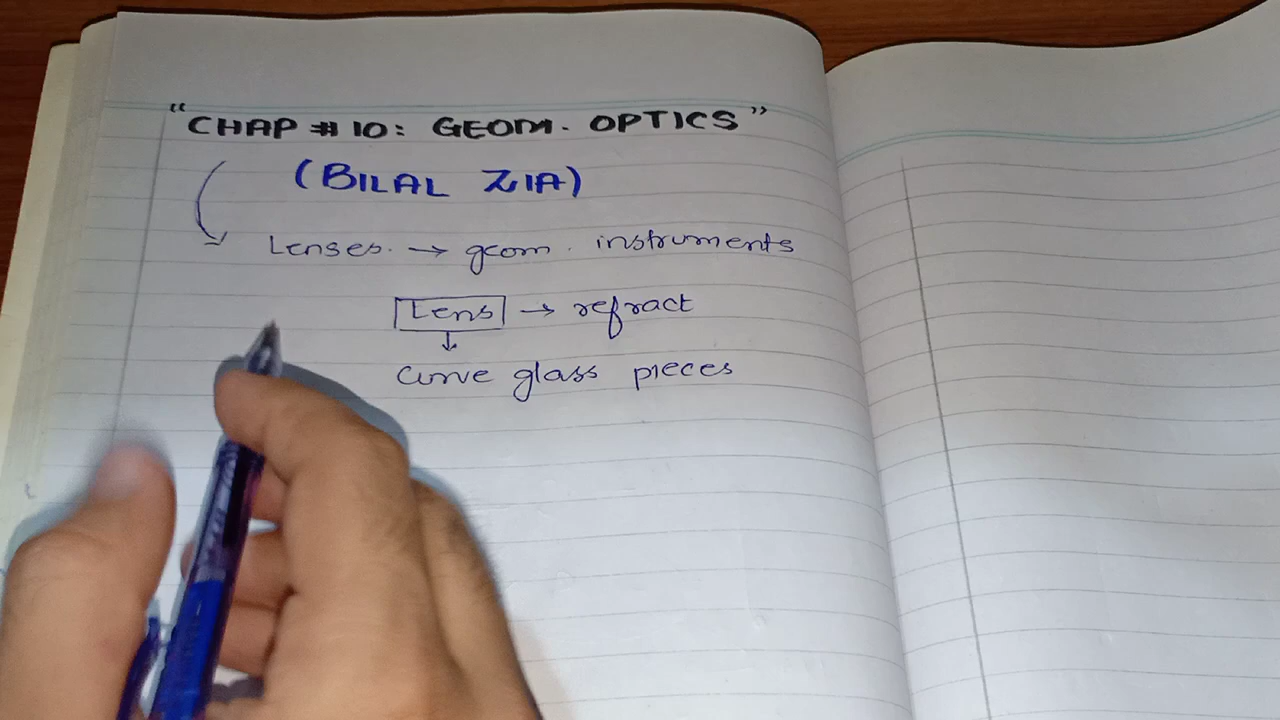 "CHAP # 10: GEOM. OPTICS"
(BILAL ZIA)
Lenses. → geom. instruments
Lens → refract
↓
curve glass pieces